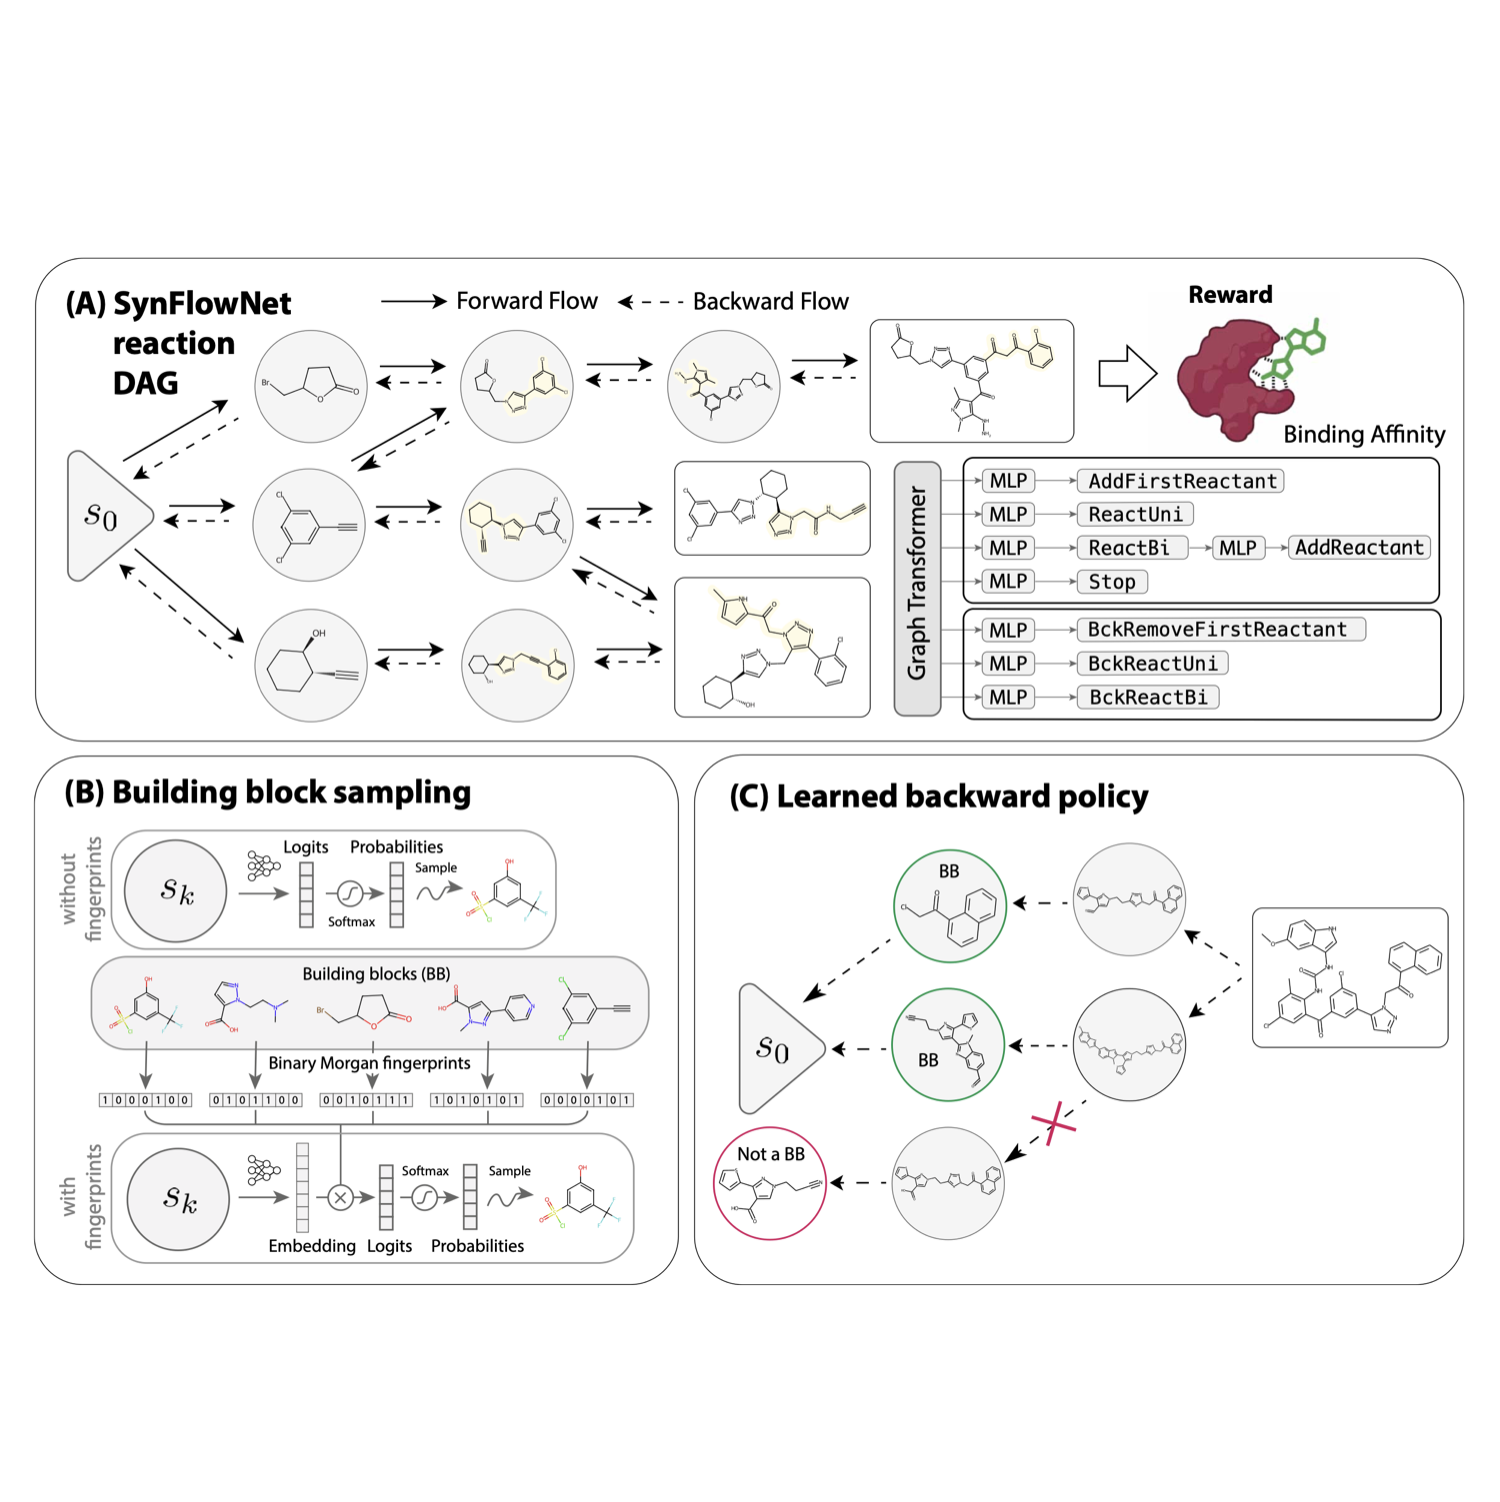 (A) SynFlowNet
reaction
DAG
Forward Flow
Backward Flow
Reward
Binding Affinity
s0
Br
O
O
Cl
Cl
OH
Graph Transformer
MLP AddFirstReactant
MLP ReactUni
MLP ReactBi MLP AddReactant
MLP Stop
MLP BckRemoveFirstReactant
MLP BckReactUni
MLP BckReactBi
(B) Building block sampling
without
fingerprints
sk
Logits Probabilities
Softmax
Sample
Building blocks (BB)
Binary Morgan fingerprints
1 0 0 0 1 0 0
0 1 0 1 1 0 0
0 0 1 0 1 1 1
1 0 1 0 1 0 1
0 0 0 0 1 0 1
with
fingerprints
sk
Softmax
Sample
Embedding Logits Probabilities
(C) Learned backward policy
BB
s0
BB
Not a BB